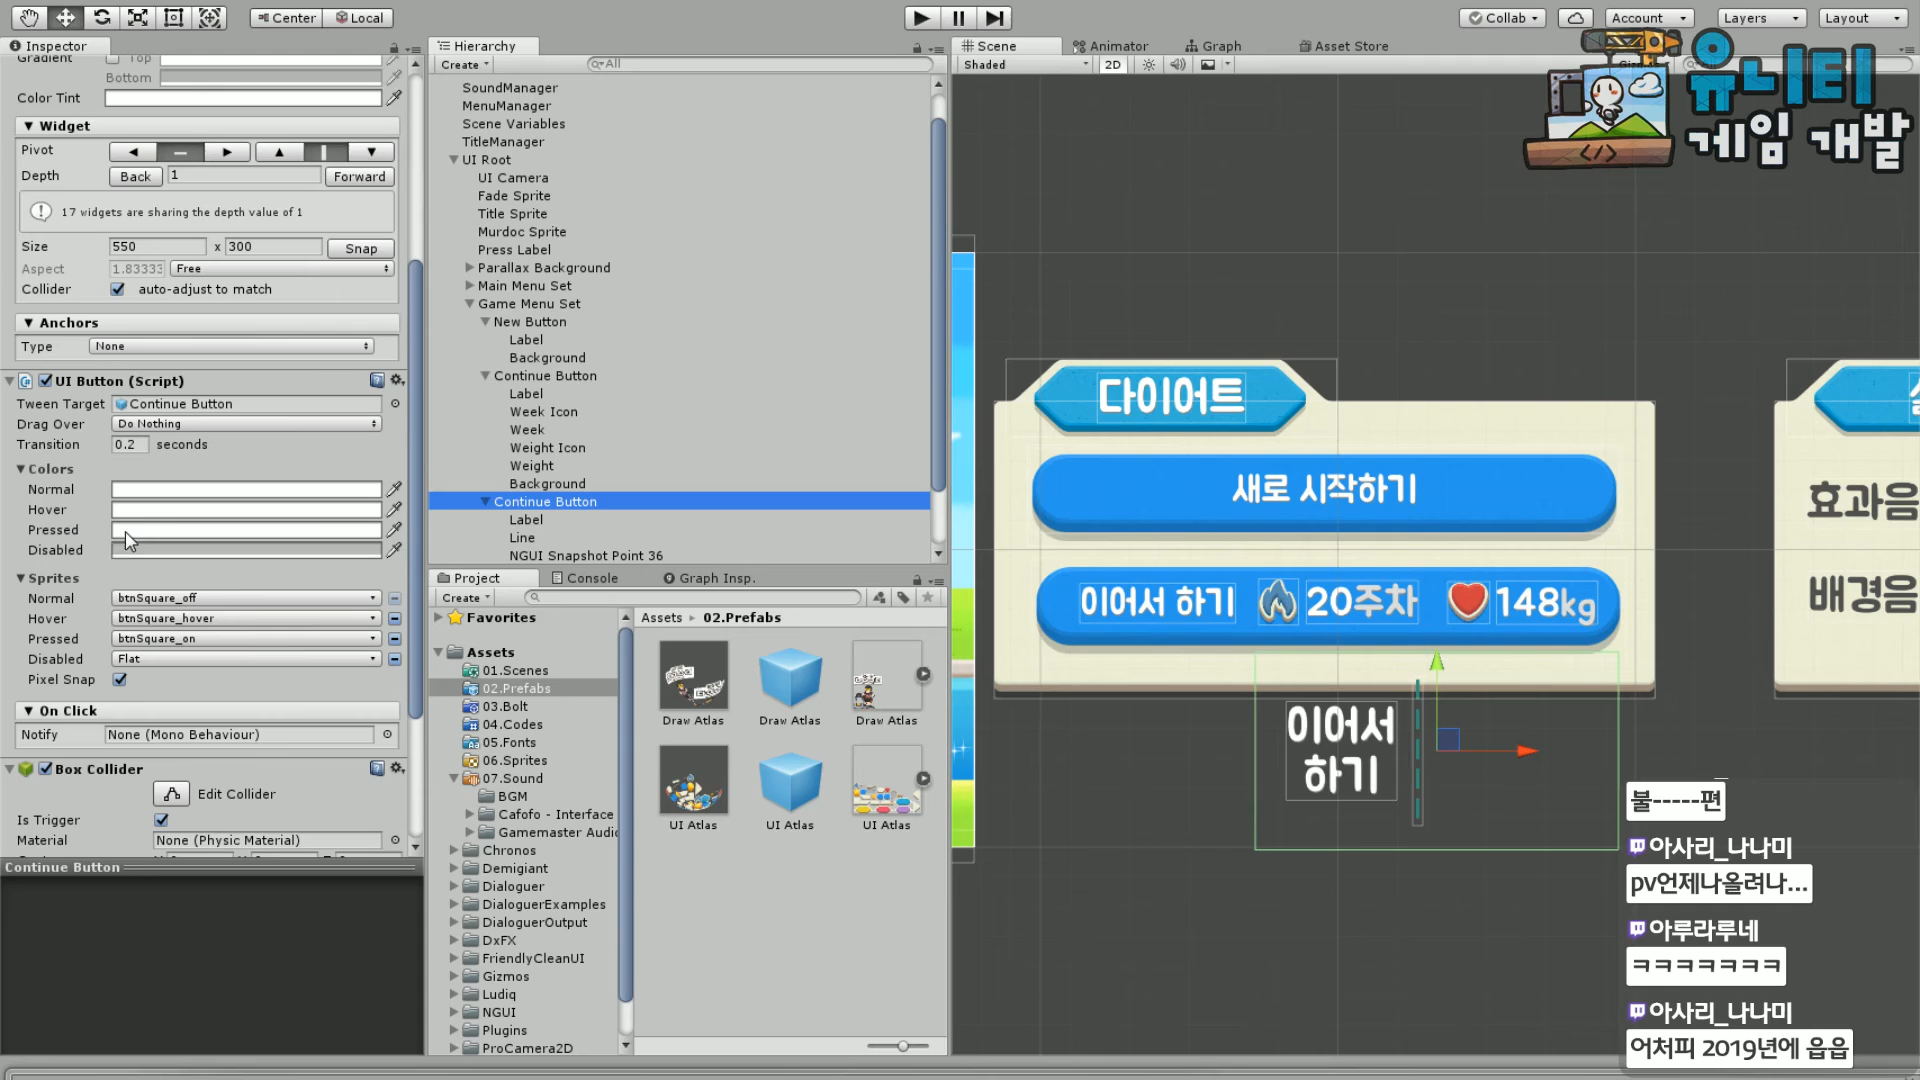 Center
Local
Collab
Account
Layers
Layout
Inspector
Gradient
Top
Bottom
Color Tint
Widget
Pivot
Depth
Back
1
Forward
17 widgets are sharing the depth value of 1
Size
550
x
300
Snap
Aspect
1.83333
Free
Collider
auto-adjust to match
Anchors
Type
None
UI Button (Script)
Tween Target
Continue Button
Drag Over
Do Nothing
Transition
0.2
seconds
Colors
Normal
Hover
Pressed
Disabled
Sprites
Normal
btnSquare_off
Hover
btnSquare_hover
Pressed
btnSquare_on
Disabled
Flat
Pixel Snap
On Click
Notify
None (Mono Behaviour)
Box Collider
Edit Collider
Is Trigger
Material
None (Physic Material)
Continue Button
Hierarchy
Create
All
SoundManager
MenuManager
Scene Variables
TitleManager
UI Root
UI Camera
Fade Sprite
Title Sprite
Murdoc Sprite
Press Label
Parallax Background
Main Menu Set
Game Menu Set
New Button
Label
Background
Continue Button
Label
Week Icon
Week
Weight Icon
Weight
Background
Continue Button
Label
Line
NGUI Snapshot Point 36
Project
Console
Graph Insp.
Create
Favorites
Assets
01.Scenes
02.Prefabs
03.Bolt
04.Codes
05.Fonts
06.Sprites
07.Sound
BGM
Cafofo - Interface
Gamemaster Audio
Chronos
Demigiant
Dialoguer
DialoguerExamples
DialoguerOutput
DxFX
FriendlyCleanUI
Gizmos
Ludiq
NGUI
Plugins
ProCamera2D
Assets
02.Prefabs
Draw Atlas
Draw Atlas
Draw Atlas
UI Atlas
UI Atlas
UI Atlas
Scene
Animator
Graph
Asset Store
Shaded
2D
유니티
게임 개발
</>
다이어트
새로 시작하기
이어서 하기
20주차
148kg
이어서
하기
효과음
배경음
불-----편
아사리_나나미
pv언제나올려나...
아루라루네
ㅋㅋㅋㅋㅋㅋㅋ
아사리_나나미
어처피 2019년에 읍읍